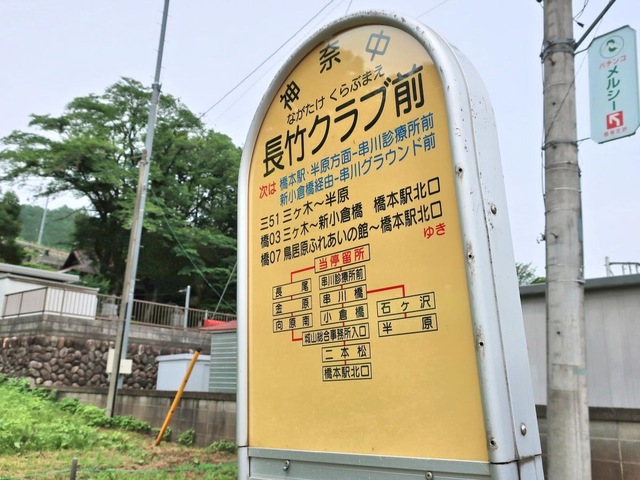 神奈中
ながたけ くらぶまえ
長竹クラブ前
次は 橋本駅・半原方面-串川診療所前
新小倉橋経由-串川グラウンド前
三51 三ヶ木〜半原
橋03 三ヶ木〜新小倉橋 橋本駅北口
橋07 鳥居原ふれあいの館〜橋本駅北口
ゆき
当停留所
長尾 串川診療所前
金原 串川橋 石ヶ沢
向原南 小倉橋 半原
城山総合事務所入口
二本松
橋本駅北口
パチンコ
メルシー